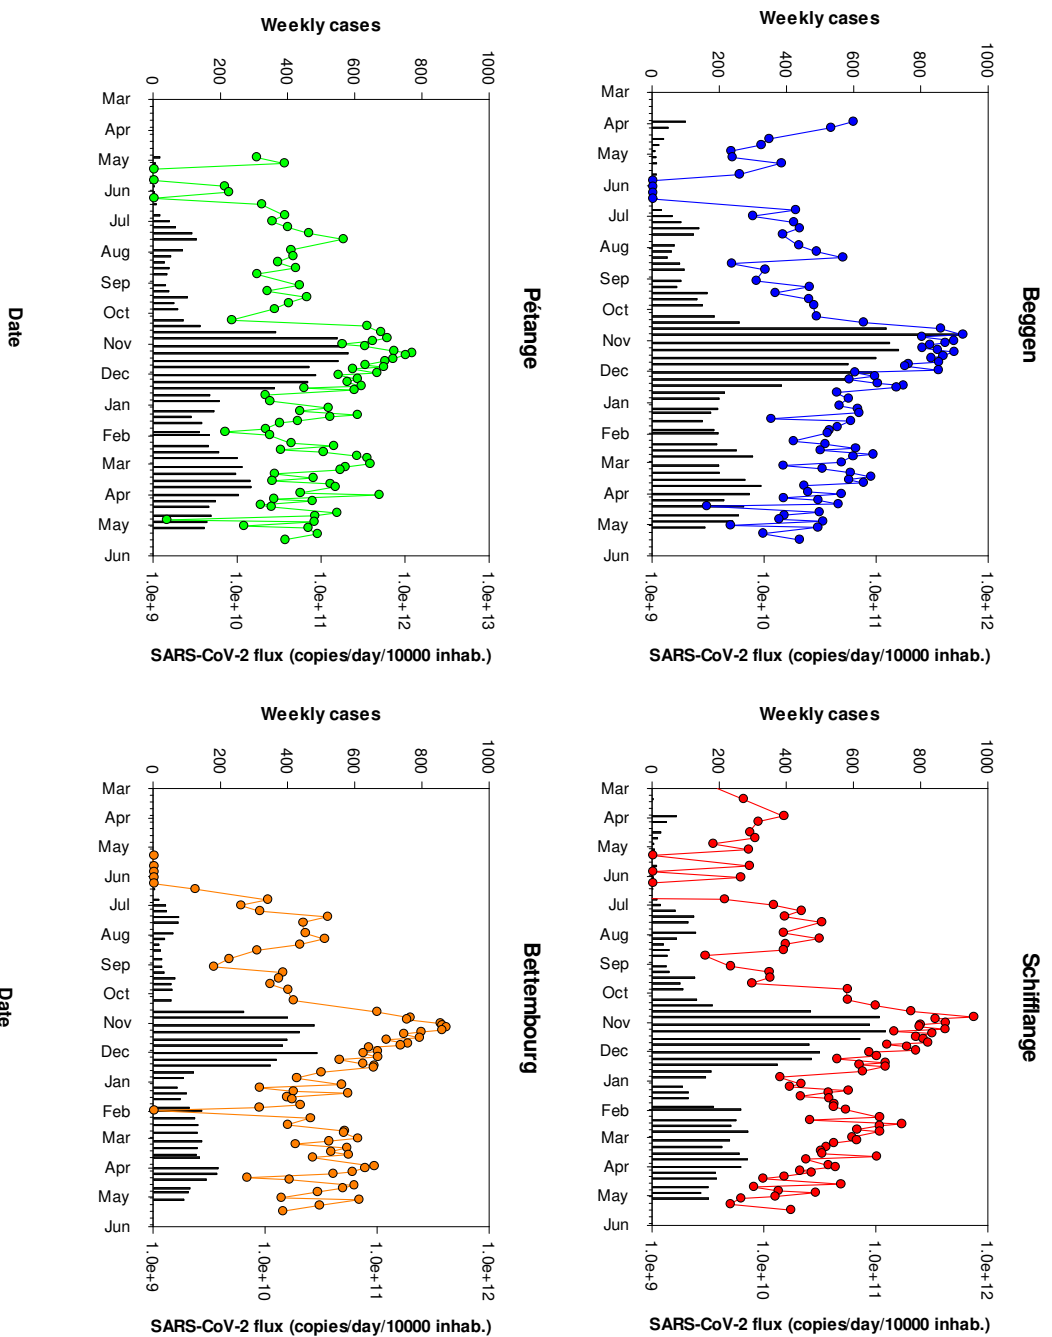 Beggen
Weekly cases
0
200
400
600
800
1000
Mar
Apr
May
Jun
Jul
Aug
Sep
Oct
Nov
Dec
Jan
Feb
Mar
Apr
May
Jun
1.0e+9
1.0e+10
1.0e+11
1.0e+12
SARS-CoV-2 flux (copies/day/10000 inhab.)
Schifflange
Weekly cases
0
200
400
600
800
1000
Mar
Apr
May
Jun
Jul
Aug
Sep
Oct
Nov
Dec
Jan
Feb
Mar
Apr
May
Jun
1.0e+9
1.0e+10
1.0e+11
1.0e+12
SARS-CoV-2 flux (copies/day/10000 inhab.)
Pétange
Weekly cases
0
200
400
600
800
1000
Mar
Apr
May
Jun
Jul
Aug
Sep
Oct
Nov
Dec
Jan
Feb
Mar
Apr
May
Jun
1.0e+9
1.0e+10
1.0e+11
1.0e+12
1.0e+13
SARS-CoV-2 flux (copies/day/10000 inhab.)
Date
Bettembourg
Weekly cases
0
200
400
600
800
1000
Mar
Apr
May
Jun
Jul
Aug
Sep
Oct
Nov
Dec
Jan
Feb
Mar
Apr
May
Jun
1.0e+9
1.0e+10
1.0e+11
1.0e+12
SARS-CoV-2 flux (copies/day/10000 inhab.)
Date